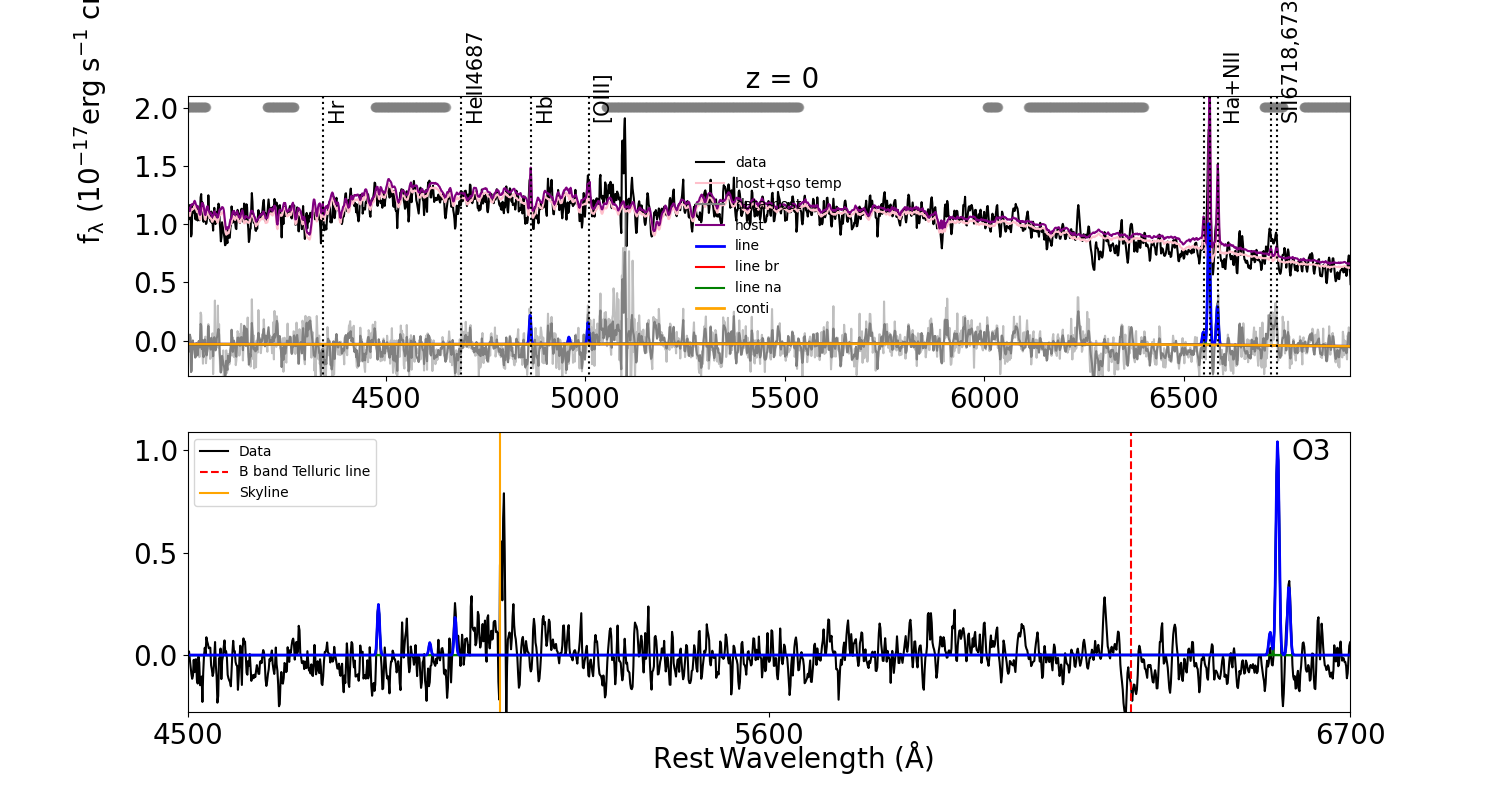 z = 0
f_λ (10^−17 erg s^−1 c
2.0
1.5
1.0
0.5
0.0
Hr
HeII4687
Hb
[OIII]
Ha+NII
SII6718,673
data
host+qso temp
host
line
line br
line na
conti
4500
5000
5500
6000
6500
Data
B band Telluric line
Skyline
O3
1.0
0.5
0.0
4500
5600
6700
Rest Wavelength (Å)